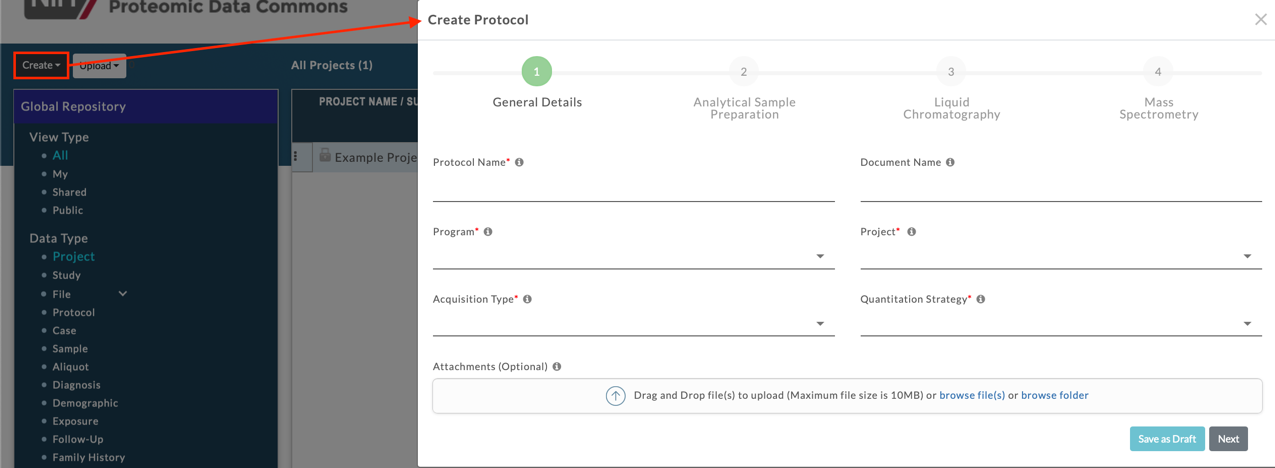 NIH Proteomic Data Commons
Create
Upload
All Projects (1)
Global Repository
View Type
All
My
Shared
Public
Data Type
Project
Study
File
Protocol
Case
Sample
Aliquot
Diagnosis
Demographic
Exposure
Follow-Up
Family History
PROJECT NAME / SU
Example Proje
Create Protocol
1
2
3
4
General Details
Analytical Sample
Preparation
Liquid
Chromatography
Mass
Spectrometry
Protocol Name*
Document Name
Program*
Project*
Acquisition Type*
Quantitation Strategy*
Attachments (Optional)
Drag and Drop file(s) to upload (Maximum file size is 10MB) or browse file(s) or browse folder
Save as Draft
Next